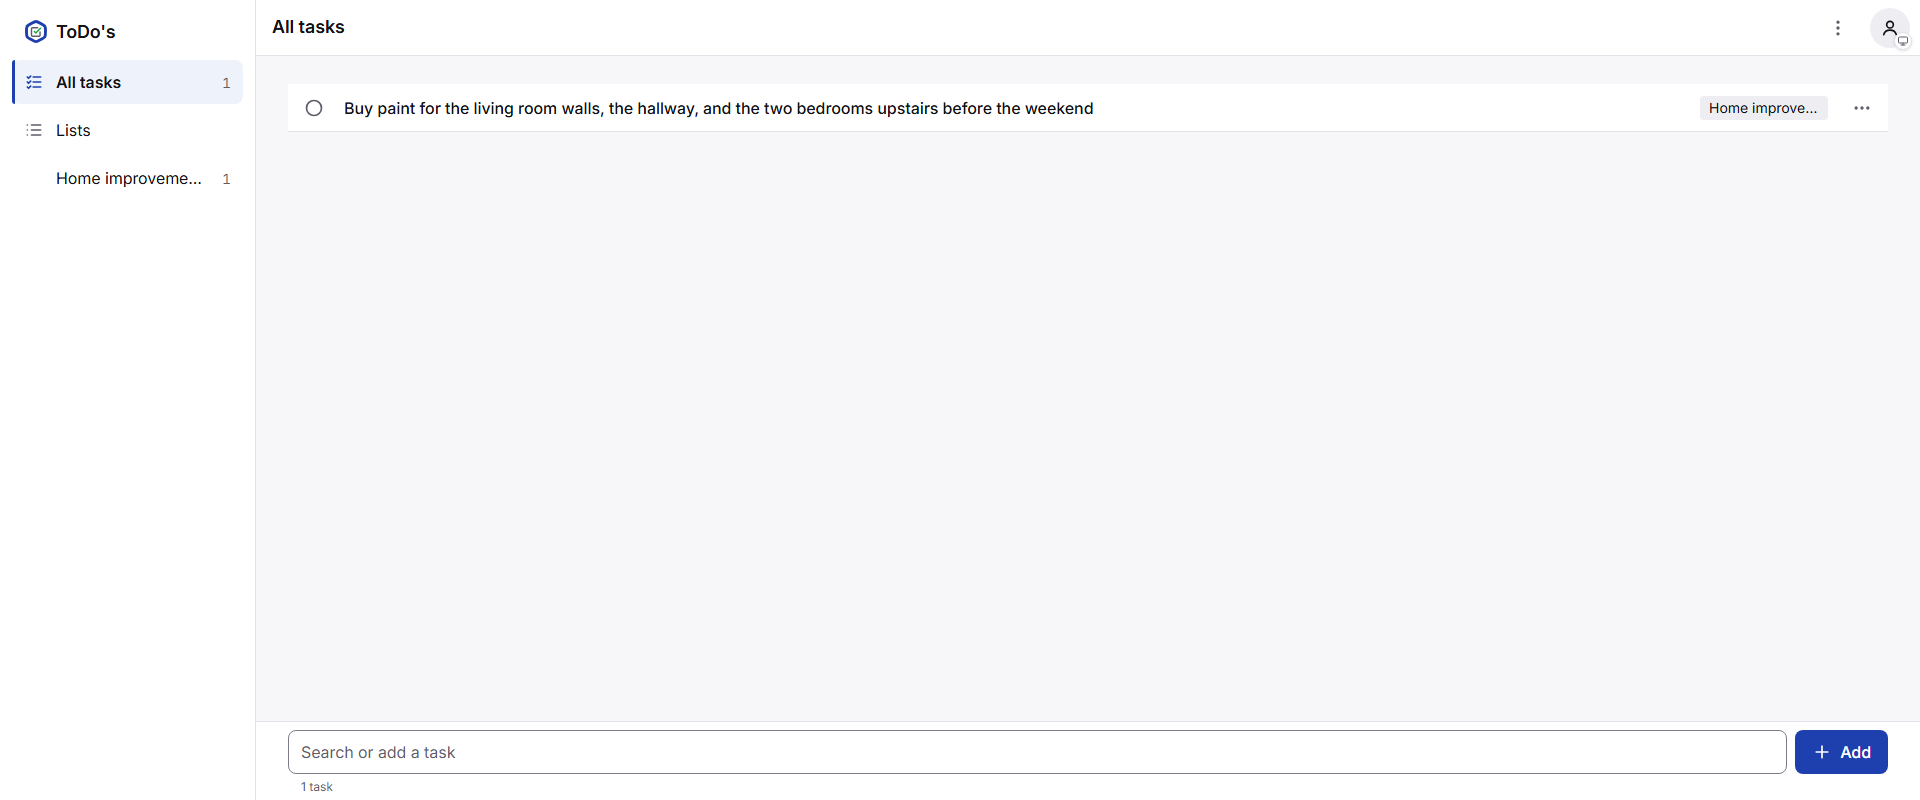 ToDo's
All tasks
All tasks 1
Lists
Home improveme... 1
Buy paint for the living room walls, the hallway, and the two bedrooms upstairs before the weekend
Home improve...
Search or add a task
Add
1 task